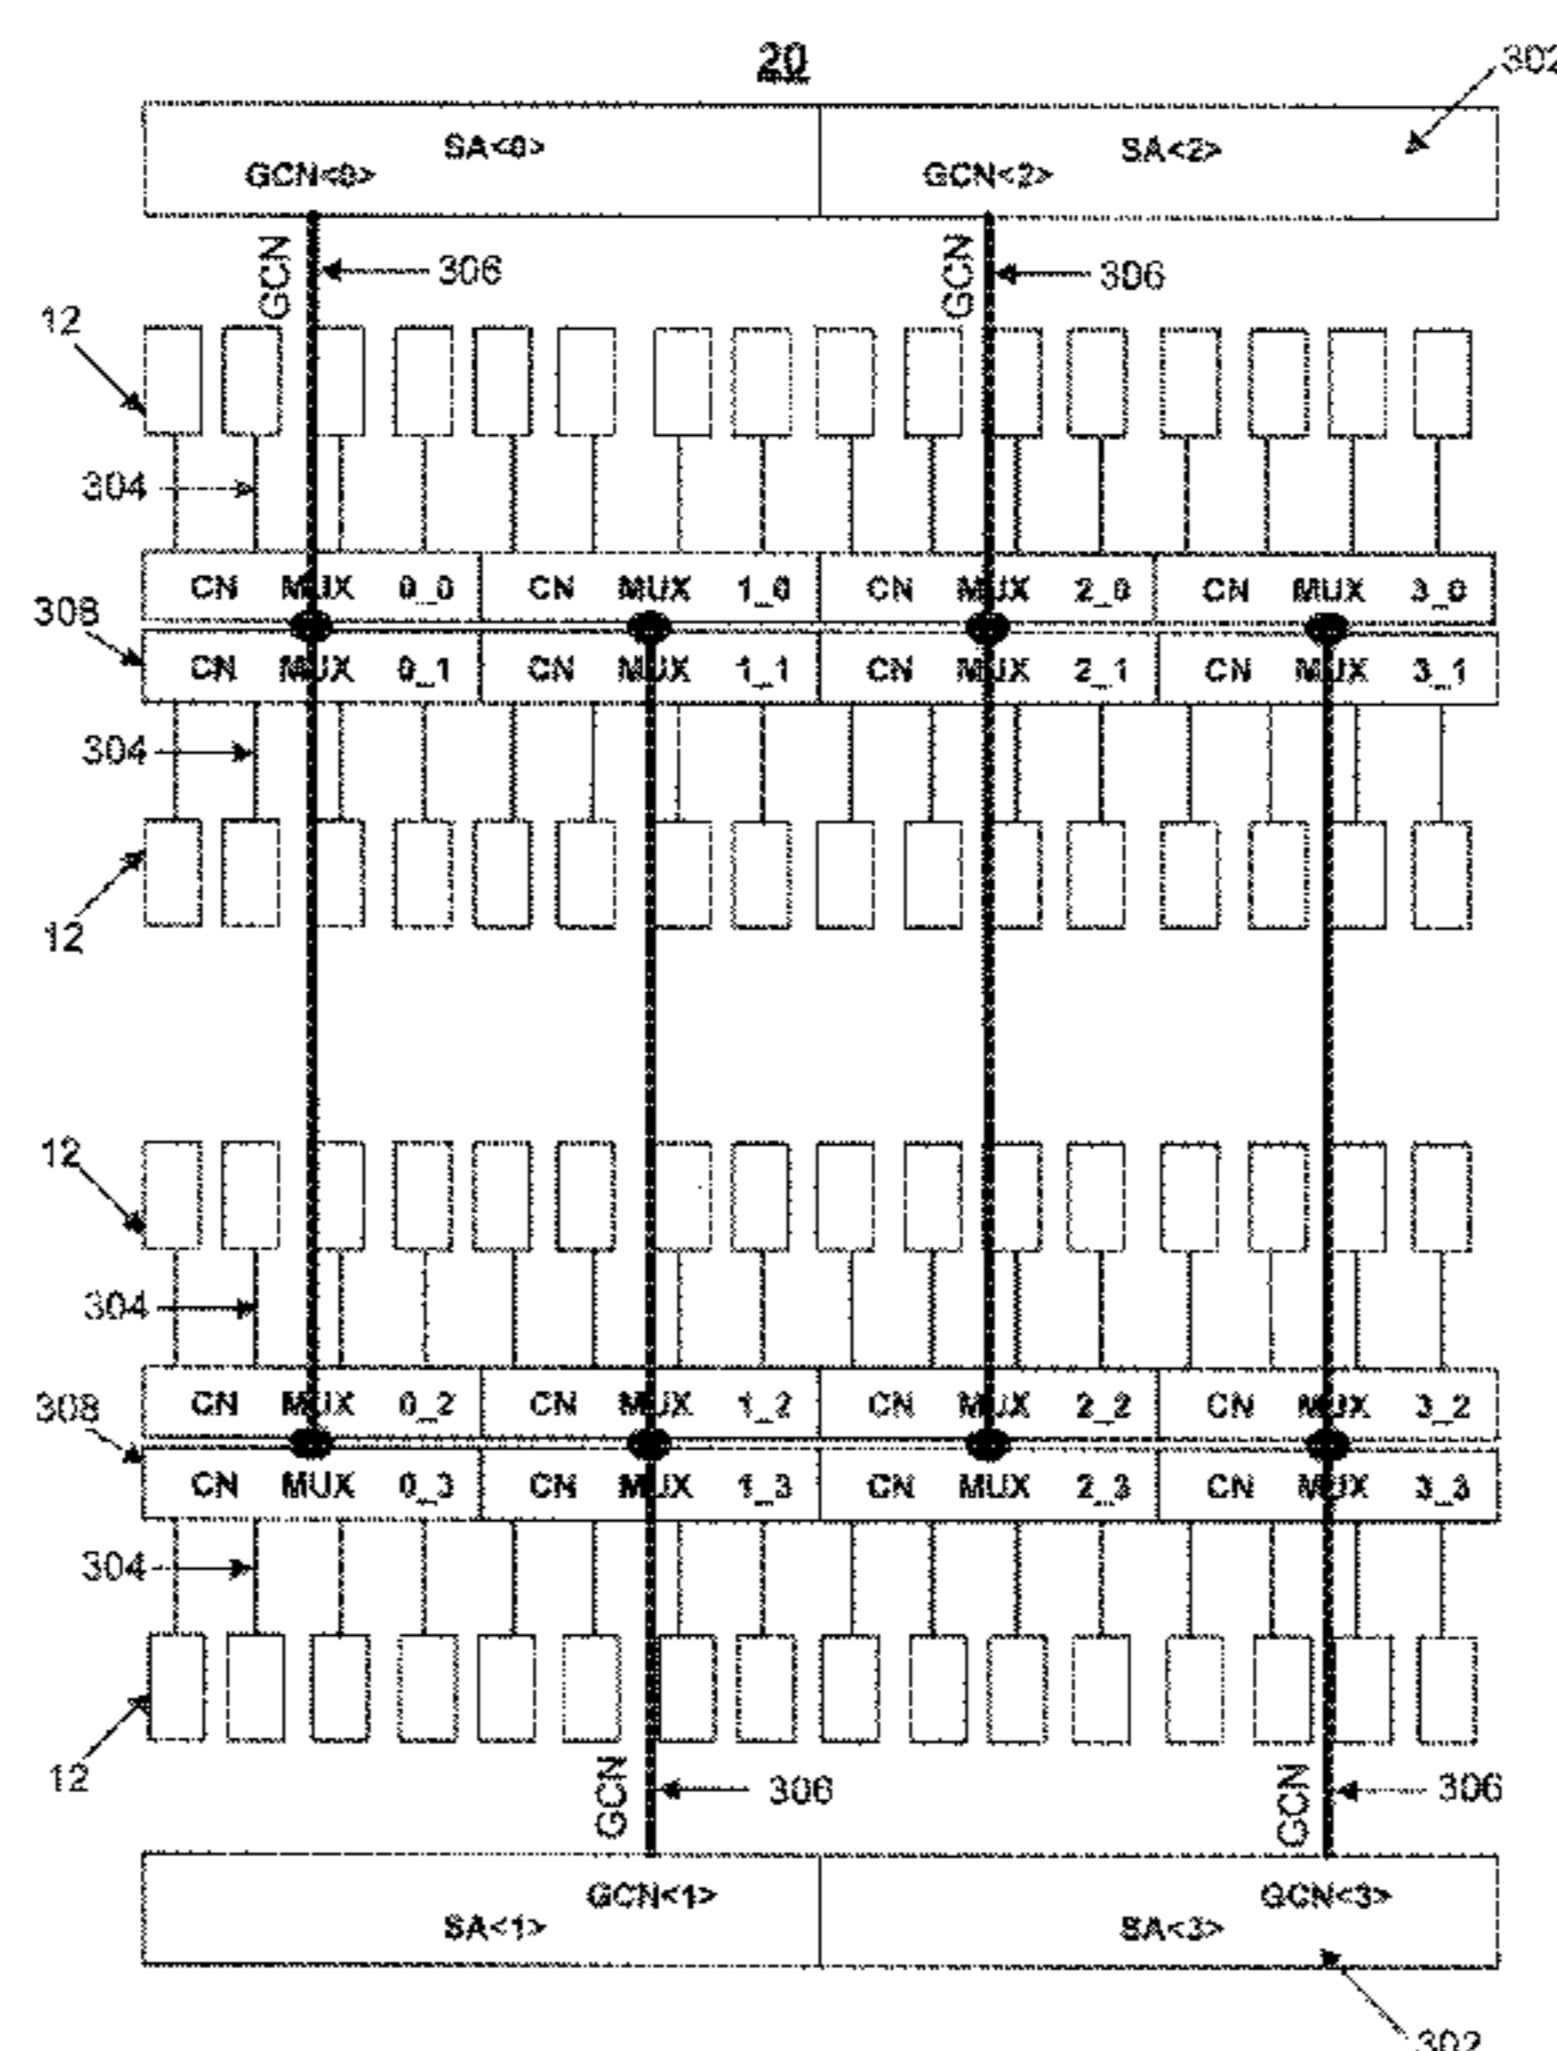 20
302
SA<0>
SA<2>
GCN<0>
GCN<2>
GCN
306
GCN
306
12
304
CN MUX 0_0 CN MUX 1_0 CN MUX 2_0 CN MUX 3_0
308
CN MUX 0_1 CN MUX 1_1 CN MUX 2_1 CN MUX 3_1
304
12
12
304
CN MUX 0_2 CN MUX 1_2 CN MUX 2_2 CN MUX 3_2
308
CN MUX 0_3 CN MUX 1_3 CN MUX 2_3 CN MUX 3_3
304
12
GCN
306
GCN
306
GCN<1>
GCN<3>
SA<1>
SA<3>
302